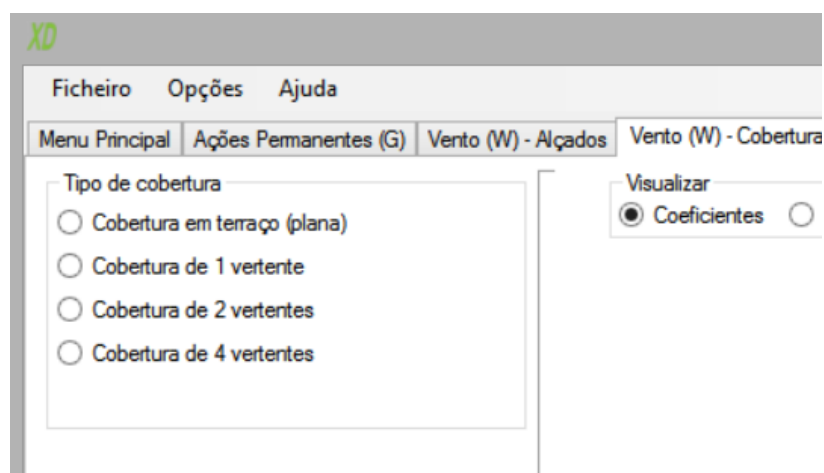 XD
Ficheiro Opções Ajuda
Menu Principal Ações Permanentes (G) Vento (W) - Alçados Vento (W) - Cobertura
Tipo de cobertura
Visualizar
Cobertura em terraço (plana)
Coeficientes
Cobertura de 1 vertente
Cobertura de 2 vertentes
Cobertura de 4 vertentes